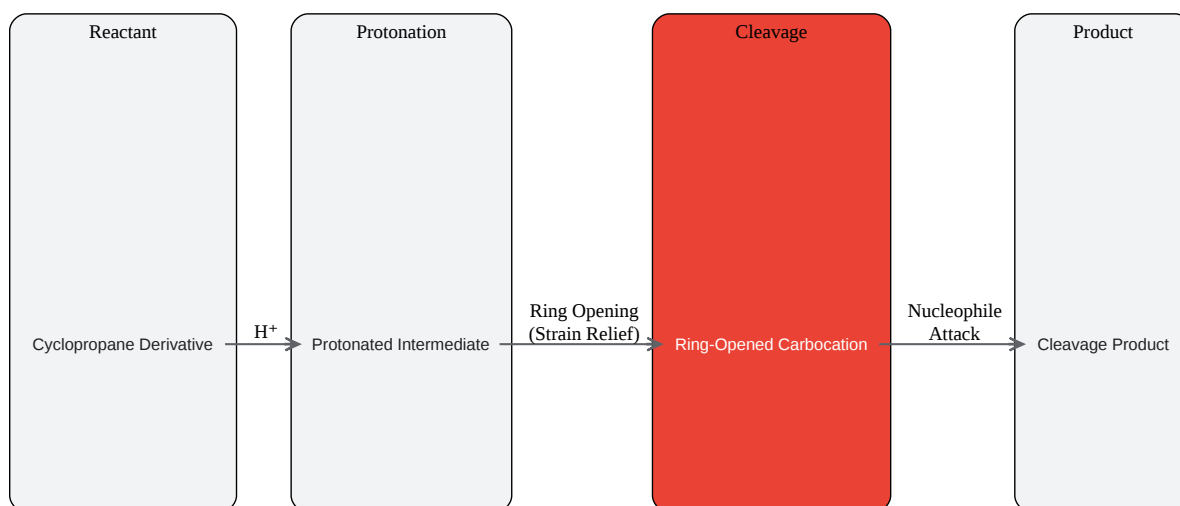 Reactant
Protonation
Cleavage
Product
Cyclopropane Derivative
H⁺
Protonated Intermediate
Ring Opening
(Strain Relief)
Ring-Opened Carbocation
Nucleophile
Attack
Cleavage Product